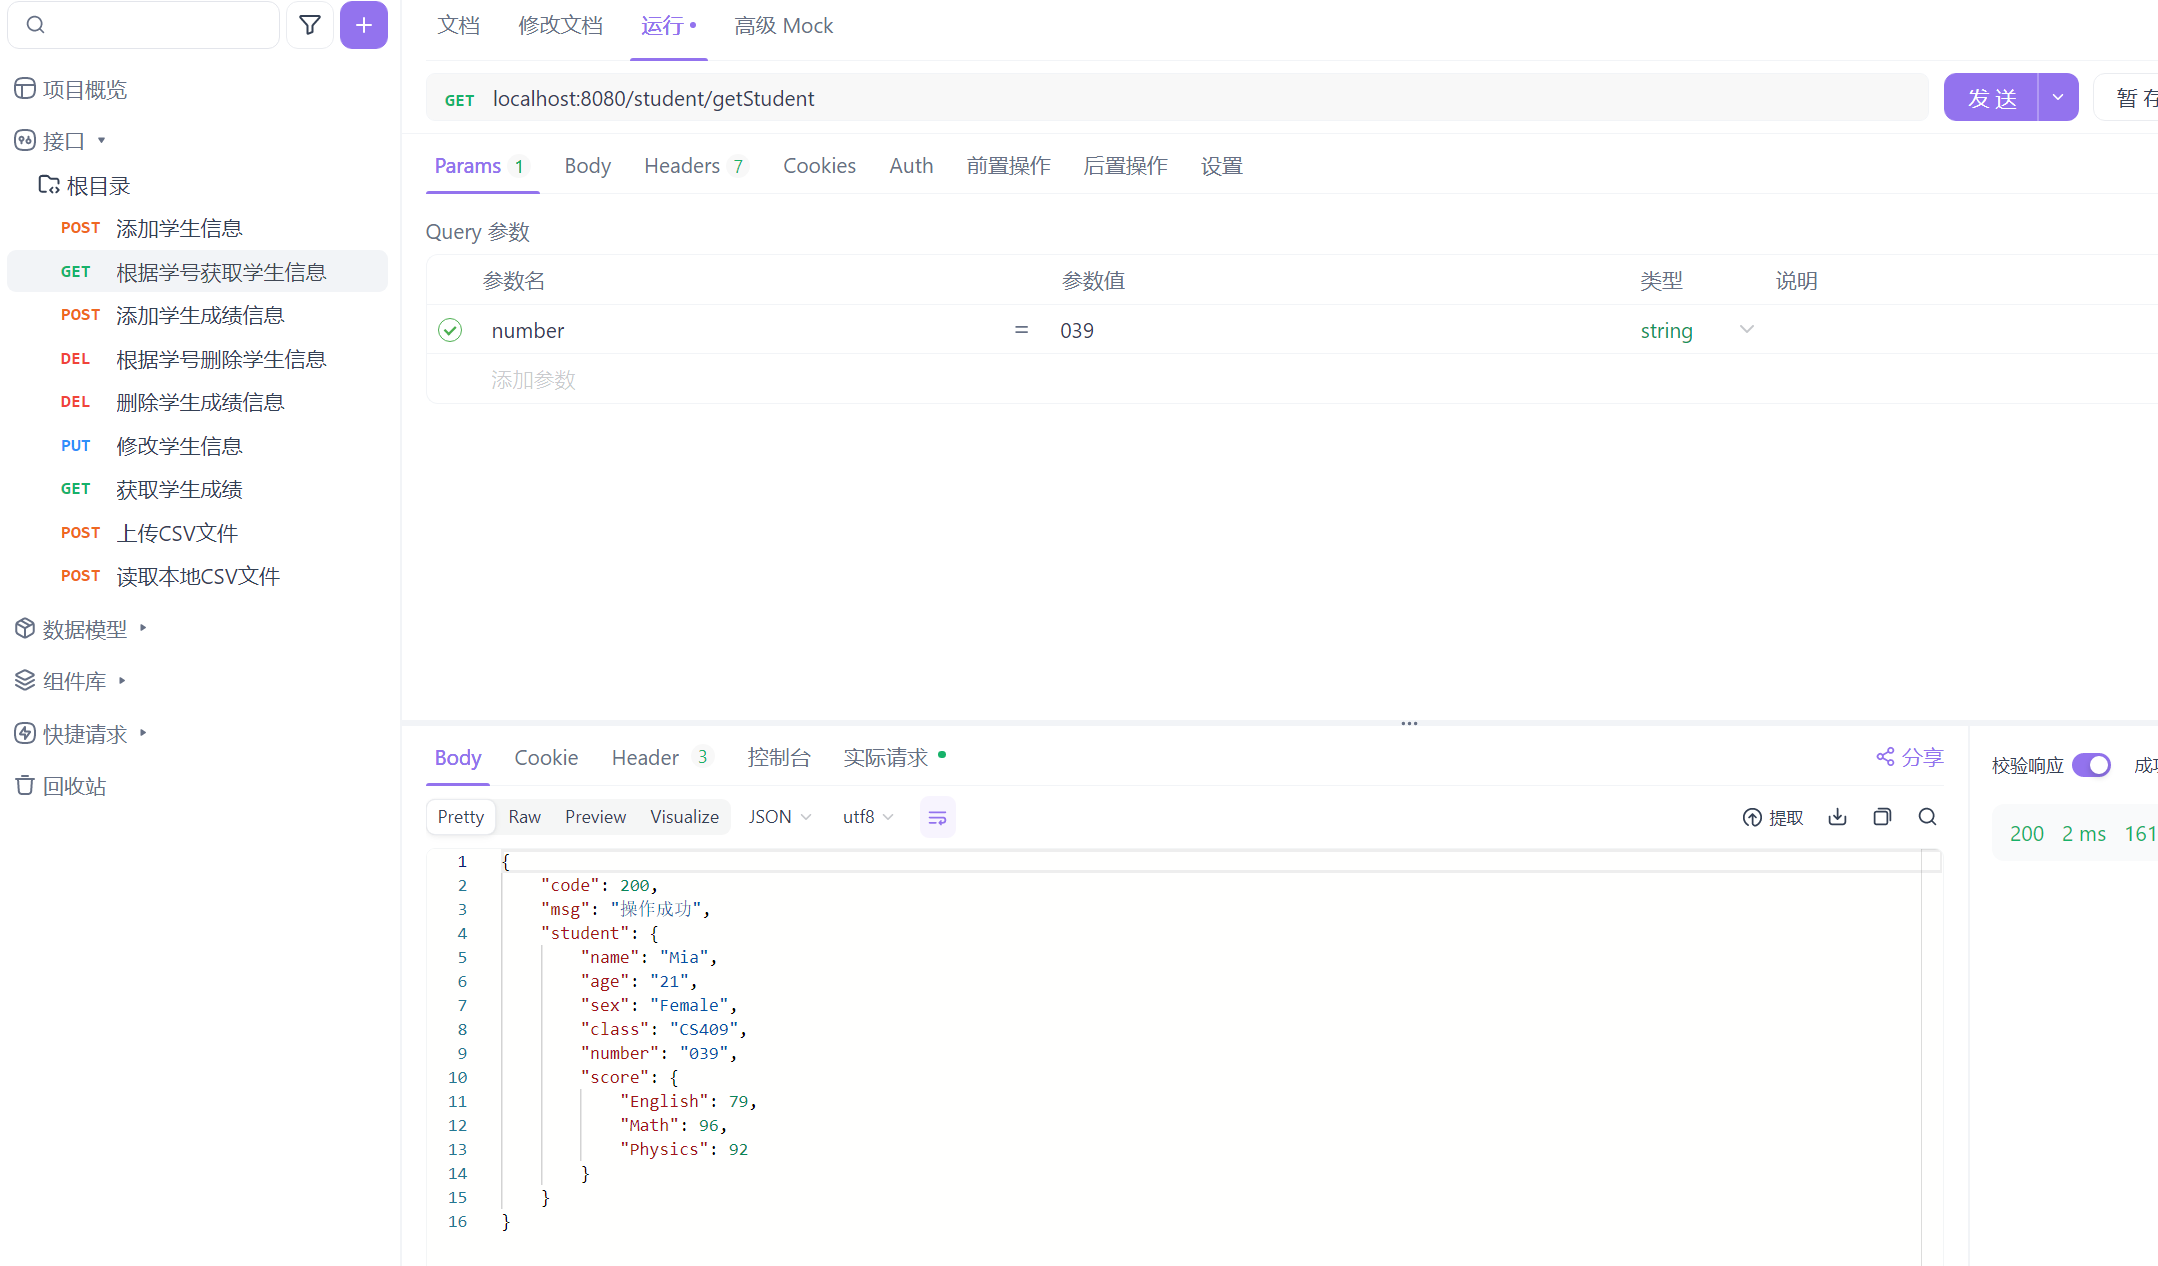 项目概览
接口
根目录
POST 添加学生信息
GET 根据学号获取学生信息
POST 添加学生成绩信息
DEL 根据学号删除学生信息
DEL 删除学生成绩信息
PUT 修改学生信息
GET 获取学生成绩
POST 上传CSV文件
POST 读取本地CSV文件
数据模型
组件库
快捷请求
回收站
文档 修改文档 运行 高级 Mock
GET localhost:8080/student/getStudent 发送 暂存
Params 1 Body Headers 7 Cookies Auth 前置操作 后置操作 设置
Query 参数
参数名 参数值 类型 说明
number = 039 string
添加参数
Body Cookie Header 3 控制台 实际请求 分享
Pretty Raw Preview Visualize JSON utf8 提取
1 {
2 "code": 200,
3 "msg": "操作成功",
4 "student": {
5 "name": "Mia",
6 "age": "21",
7 "sex": "Female",
8 "class": "CS409",
9 "number": "039",
10 "score": {
11 "English": 79,
12 "Math": 96,
13 "Physics": 92
14 }
15 }
16 }
校验响应
200 2 ms 161